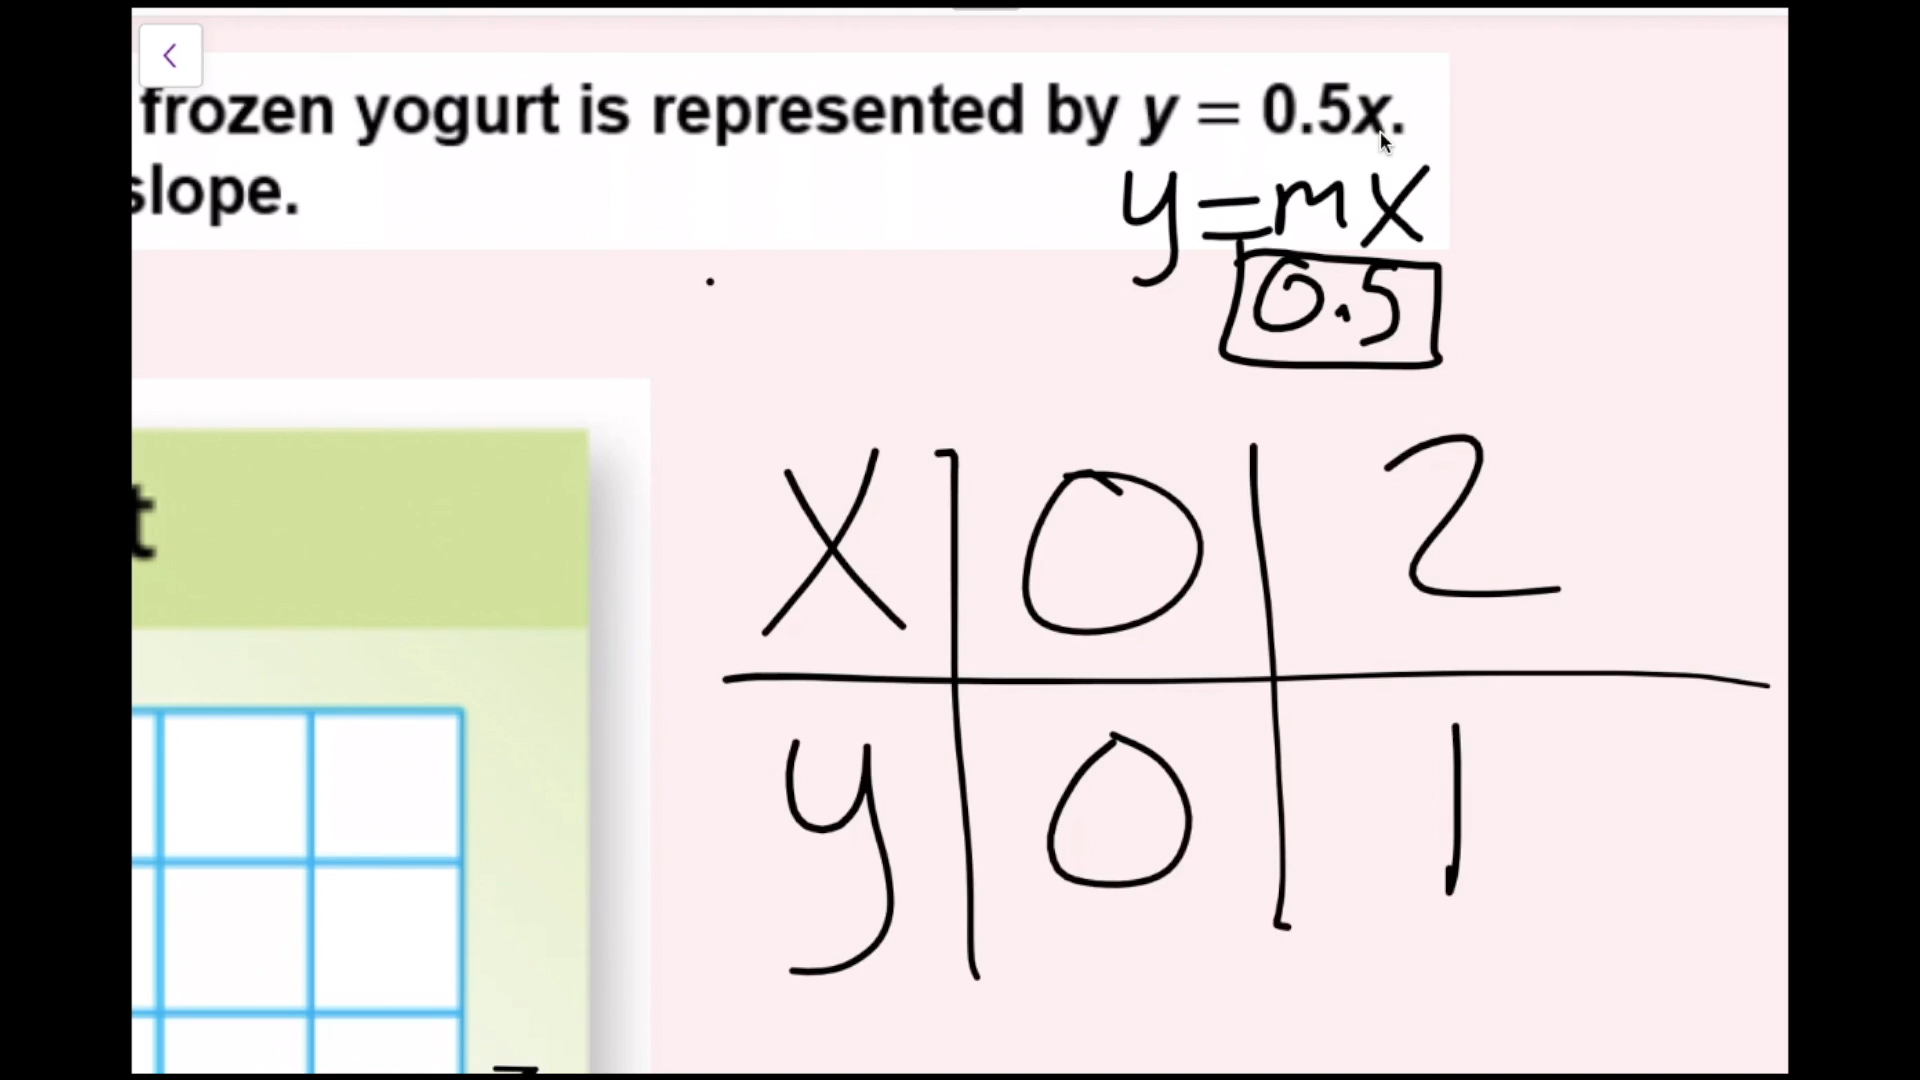 frozen yogurt is represented by y = 0.5x.
slope.
y = mx
0.5
t
x 0 2
y 0 1